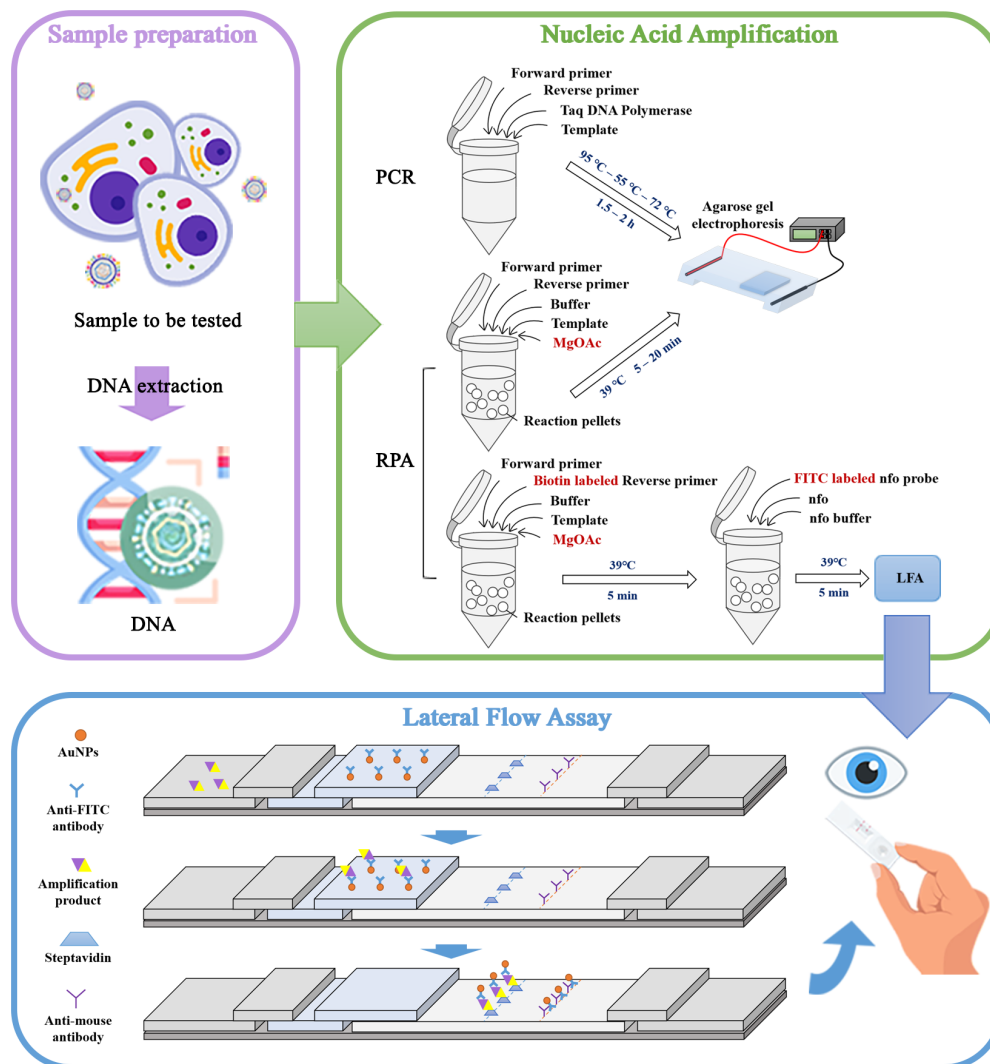 Sample preparation
Sample to be tested
DNA extraction
DNA
Nucleic Acid Amplification
PCR
Forward primer
Reverse primer
Taq DNA Polymerase
Template
95 ℃ – 55 ℃ – 72 ℃
1.5 – 2 h
Agarose gel
electrophoresis
RPA
Forward primer
Reverse primer
Buffer
Template
MgOAc
Reaction pellets
39 ℃ 5 – 20 min
Forward primer
Biotin labeled Reverse primer
Buffer
Template
MgOAc
Reaction pellets
39℃
5 min
FITC labeled nfo probe
nfo
nfo buffer
39℃
5 min
LFA
Lateral Flow Assay
AuNPs
Anti-FITC
antibody
Amplification
product
Steptavidin
Anti-mouse
antibody